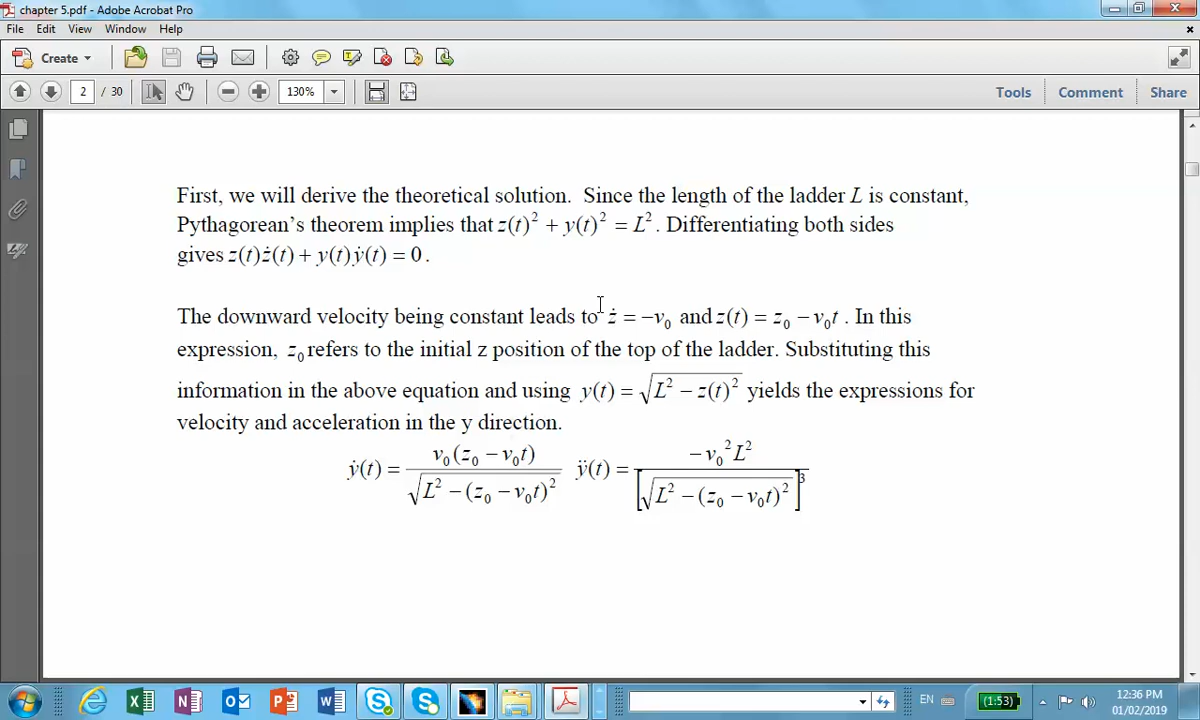 chapter 5.pdf - Adobe Acrobat Pro
File Edit View Window Help
Create
2 / 30 130% Tools Comment Share
First, we will derive the theoretical solution. Since the length of the ladder L is constant,
Pythagorean's theorem implies that z(t)² + y(t)² = L². Differentiating both sides
gives z(t)ż(t) + y(t)ẏ(t) = 0.
The downward velocity being constant leads to ż = −v₀ and z(t) = z₀ − v₀t. In this
expression, z₀ refers to the initial z position of the top of the ladder. Substituting this
information in the above equation and using y(t) = √(L² − z(t)²) yields the expressions for
velocity and acceleration in the y direction.
ẏ(t) = v₀(z₀ − v₀t) / √(L² − (z₀ − v₀t)²) ÿ(t) = −v₀²L² / [√(L² − (z₀ − v₀t)²)]³
EN (1:53) 12:36 PM
01/02/2019